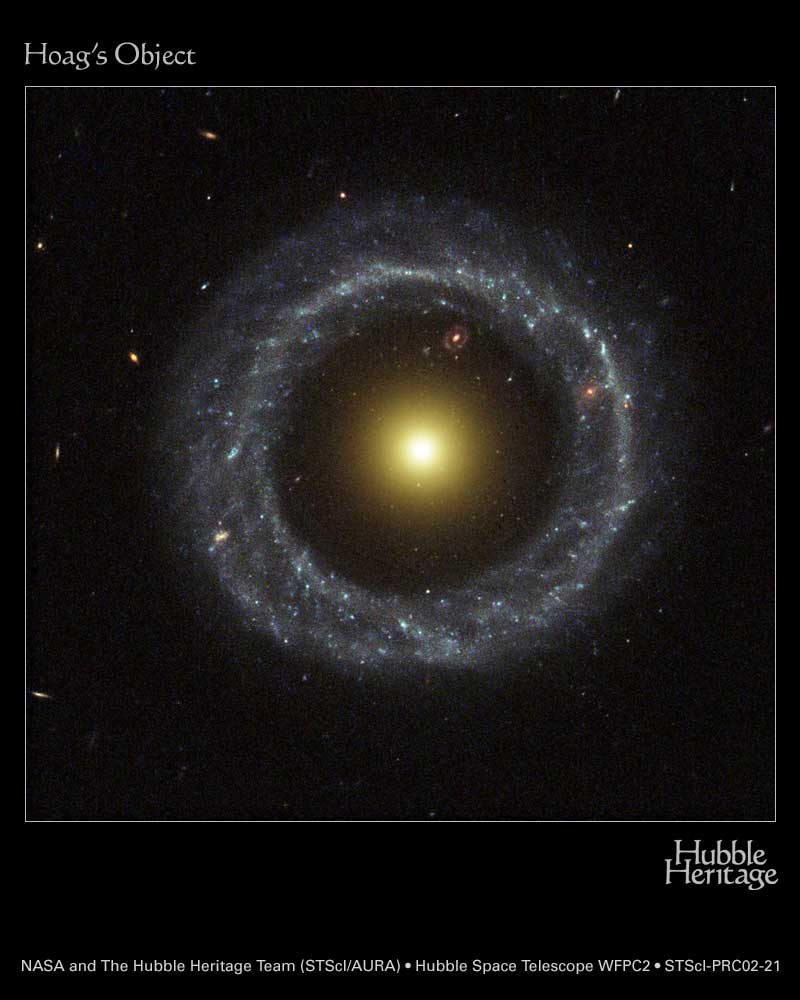 Hoag's Object
Hubble
Heritage
NASA and The Hubble Heritage Team (STScI/AURA) • Hubble Space Telescope WFPC2 • STScI-PRC02-21